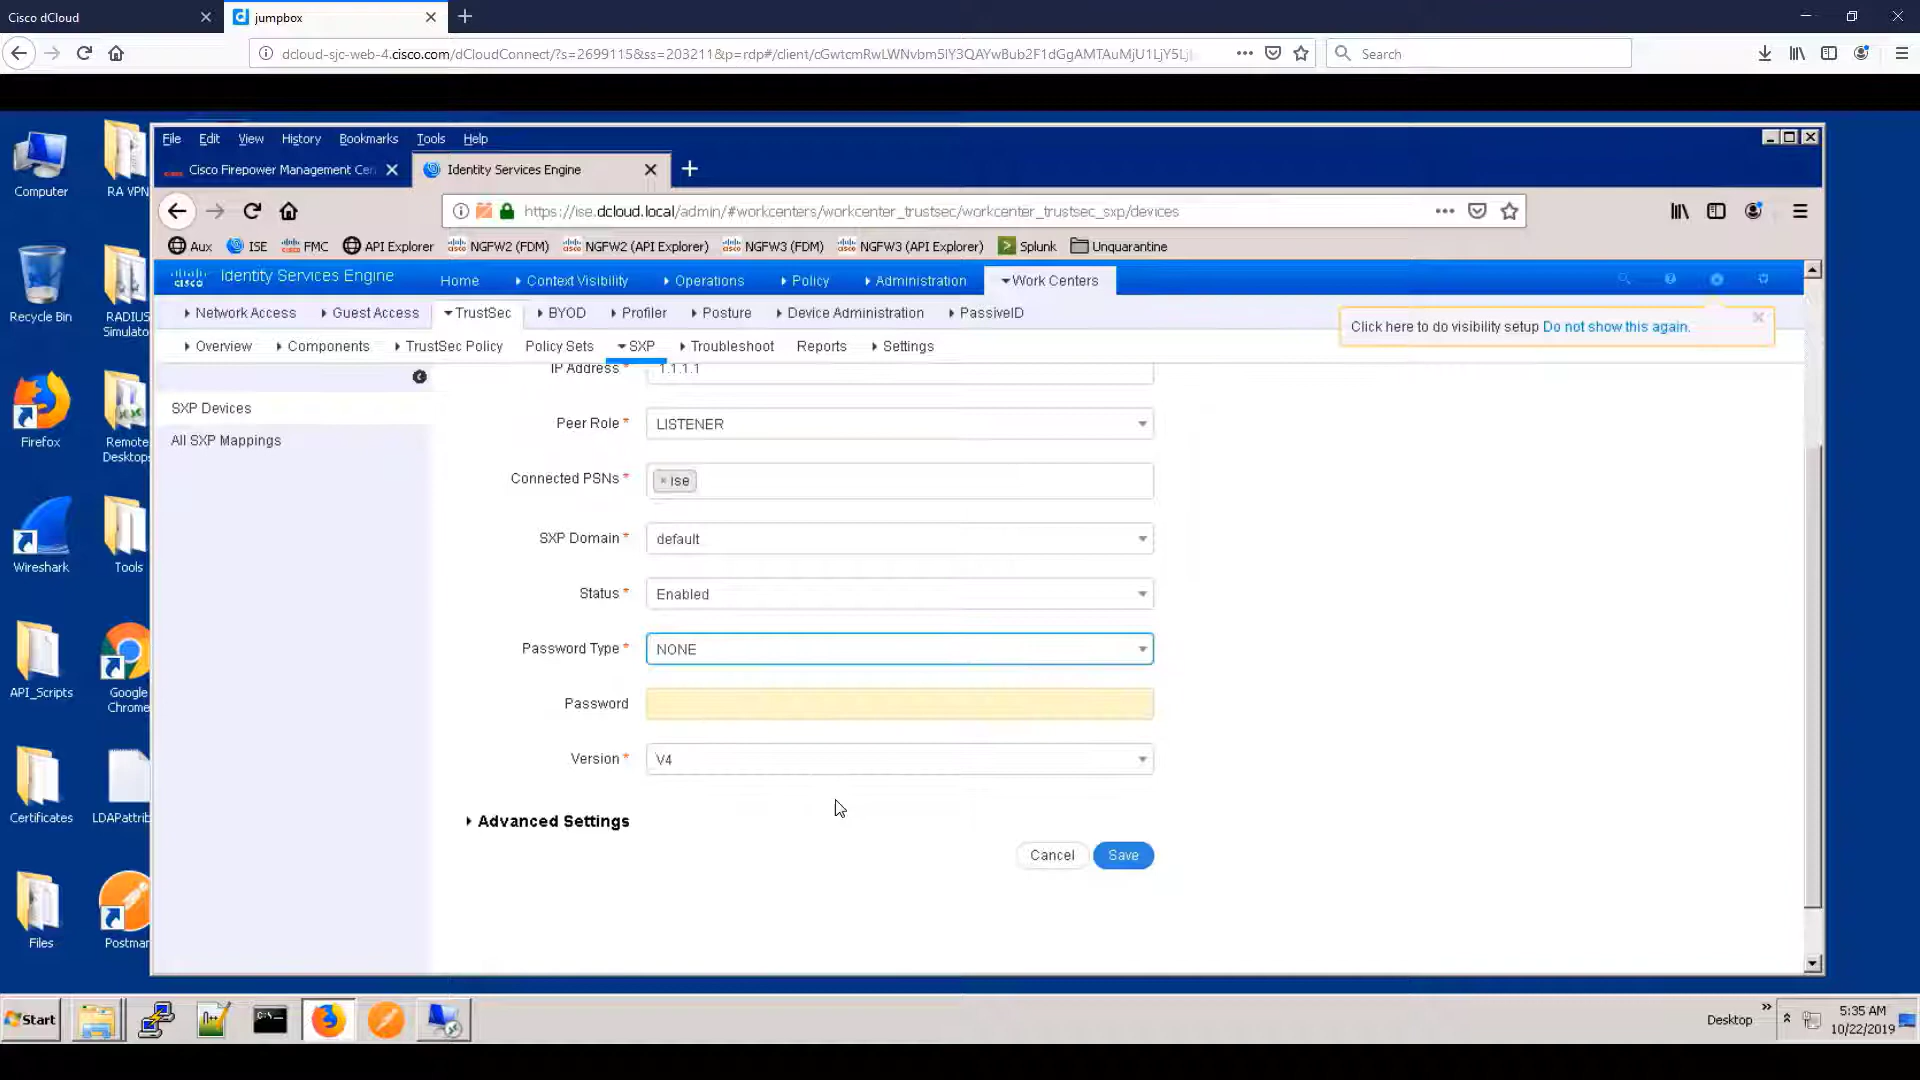 Cisco dCloud
jumpbox
dcloud-sjc-web-4.cisco.com/dCloudConnect/?s=2699115&ss=203211&p=rdp#/client/
Search
File Edit View History Bookmarks Tools Help
Cisco Firepower Management Cen
Identity Services Engine
https://ise.dcloud.local/admin/#workcenters/workcenter_trustsec/workcenter_trustsec_sxp/devices
Aux ISE FMC API Explorer NGFW2 (FDM) NGFW2 (API Explorer) NGFW3 (FDM) NGFW3 (API Explorer) Splunk Unquarantine
cisco Identity Services Engine Home Context Visibility Operations Policy Administration Work Centers
Network Access Guest Access TrustSec BYOD Profiler Posture Device Administration PassiveID
Click here to do visibility setup Do not show this again.
Overview Components TrustSec Policy Policy Sets SXP Troubleshoot Reports Settings
SXP Devices
All SXP Mappings
IP Address * 1.1.1.1
Peer Role * LISTENER
Connected PSNs * × ise
SXP Domain * default
Status * Enabled
Password Type * NONE
Password
Version * V4
Advanced Settings
Cancel Save
Computer
Recycle Bin
Firefox
Wireshark
API_Scripts
Certificates
Files
RA VPN
RADIUS
Simulato
Remote
Desktops
Tools
Google
Chrome
LDAPattrib
Postman
Start
Desktop
5:35 AM
10/22/2019